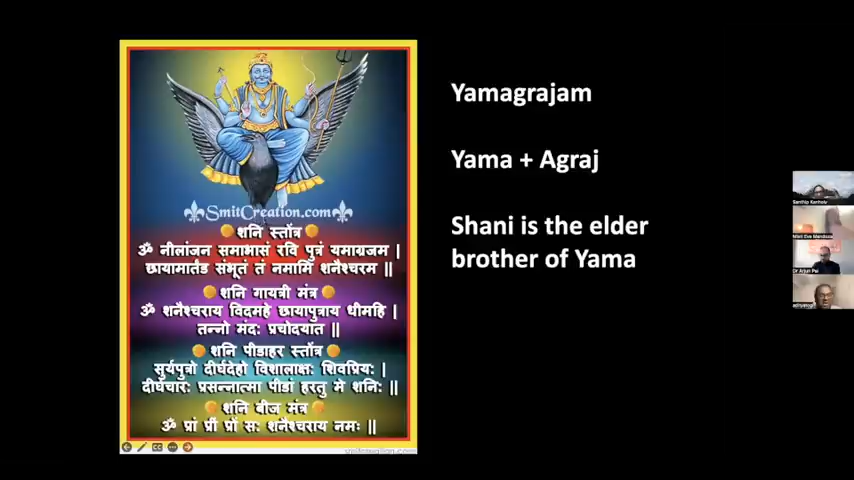 SmitCreation.com
शनि स्तोत्र
ॐ नीलांजन समाभासं रवि पुत्रं यमाग्रजम |
छायामार्तंड संभूतं तं नमामि शनैश्चरम ||
शनि गायत्री मंत्र
ॐ शनैश्चराय विदमहे छायापुत्राय धीमहि |
तन्नो मंद: प्रचोदयात ||
शनि पीडाहर स्तोत्र
सुर्यपुत्रो दीर्घदेहो विशालाक्ष: शिवप्रिय: |
दीर्घचार: प्रसन्नात्मा पीडां हरतु मे शनि: ||
शनि बीज मंत्र
ॐ प्रां प्रीं प्रों स: शनैश्चराय नम: ||
Yamagrajam
Yama + Agraj
Shani is the elder
brother of Yama
Dr Arjun Pai